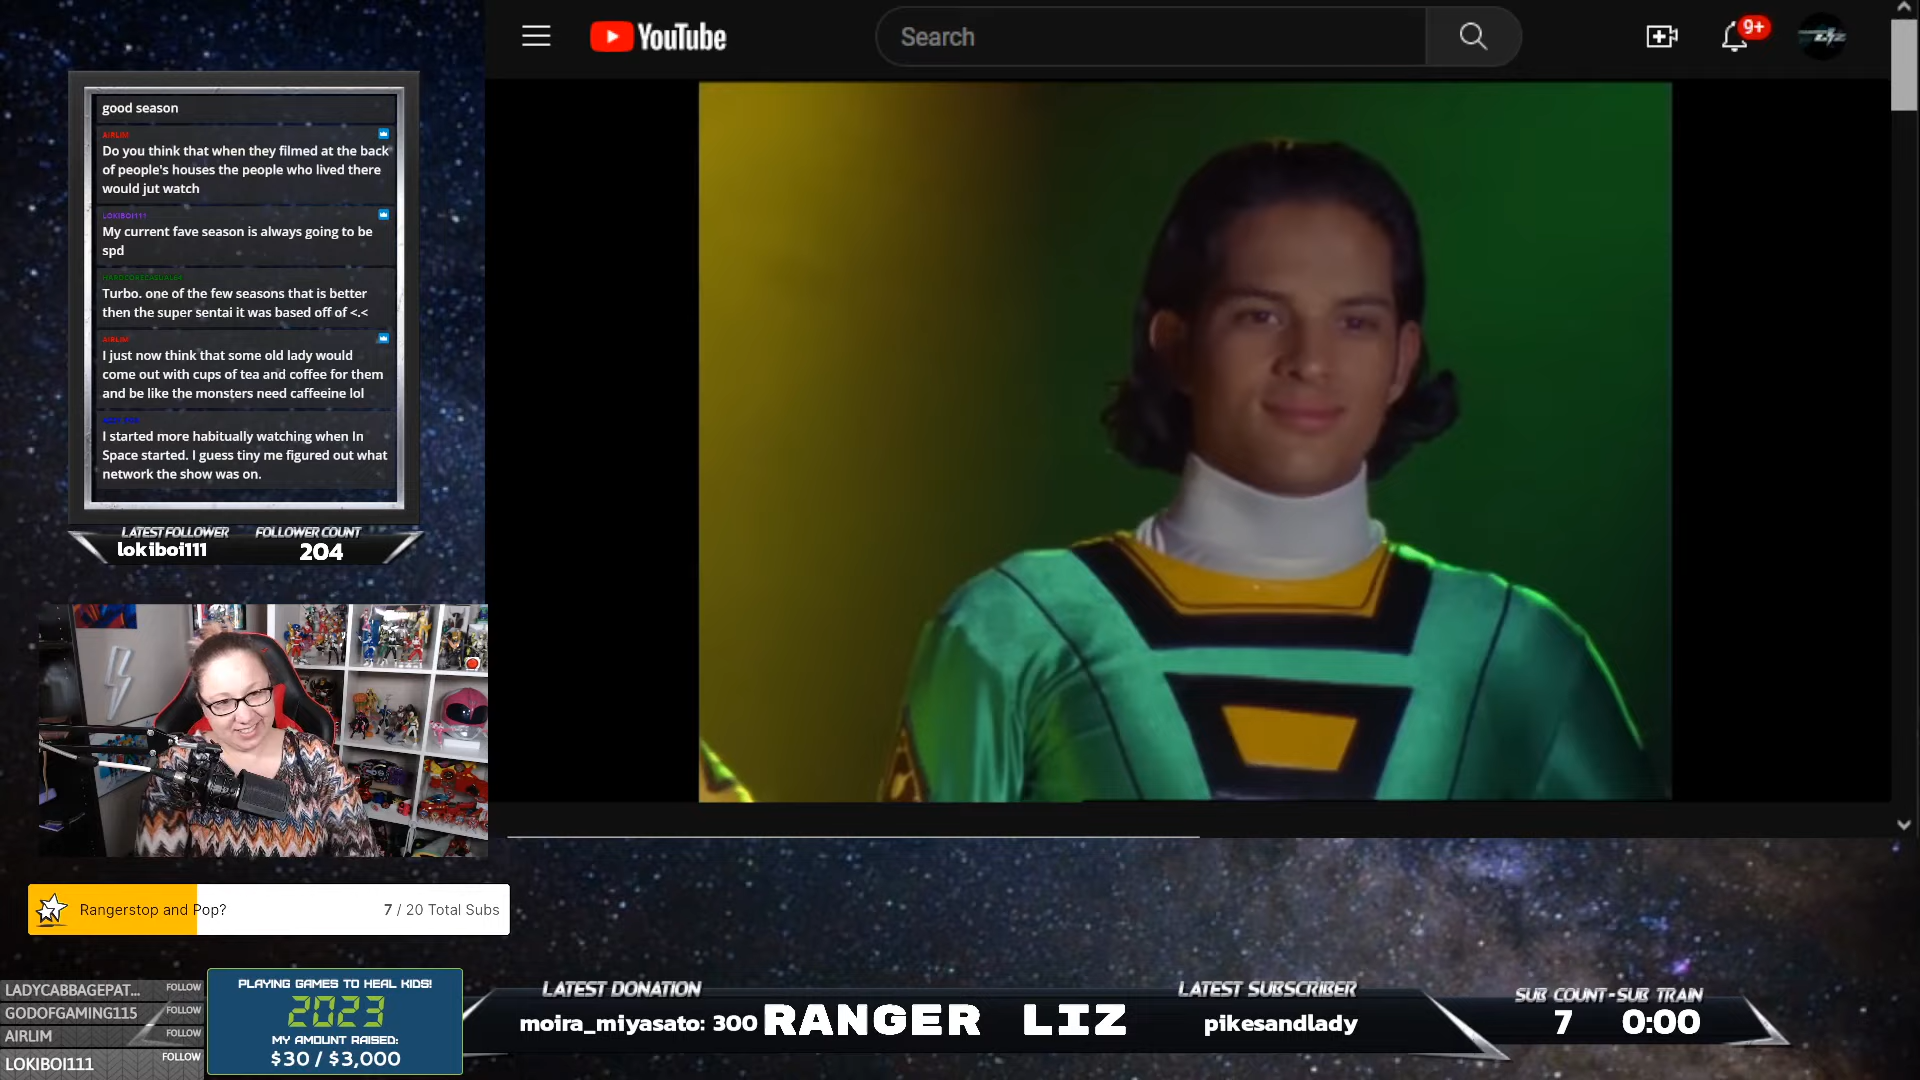 YouTube
Search
9+
good season
AIRLIM
Do you think that when they filmed at the back
of people's houses the people who lived there
would jut watch
LOKIBOI111
My current fave season is always going to be
spd
Turbo. one of the few seasons that is better
then the super sentai it was based off of <.<
AIRLIM
I just now think that some old lady would
come out with cups of tea and coffee for them
and be like the monsters need caffeeine lol
I started more habitually watching when In
Space started. I guess tiny me figured out what
network the show was on.
LATEST FOLLOWER
FOLLOWER COUNT
lokiboi111
204
Rangerstop and Pop?
7 / 20 Total Subs
LADYCABBAGEPAT... FOLLOW
GODOFGAMING115 FOLLOW
AIRLIM FOLLOW
LOKIBOI111 FOLLOW
PLAYING GAMES TO HEAL KIDS!
2023
MY AMOUNT RAISED:
$30 / $3,000
LATEST DONATION
moira_miyasato: 300
RANGER LIZ
LATEST SUBSCRIBER
pikesandlady
SUB COUNT-SUB TRAIN
7 0:00